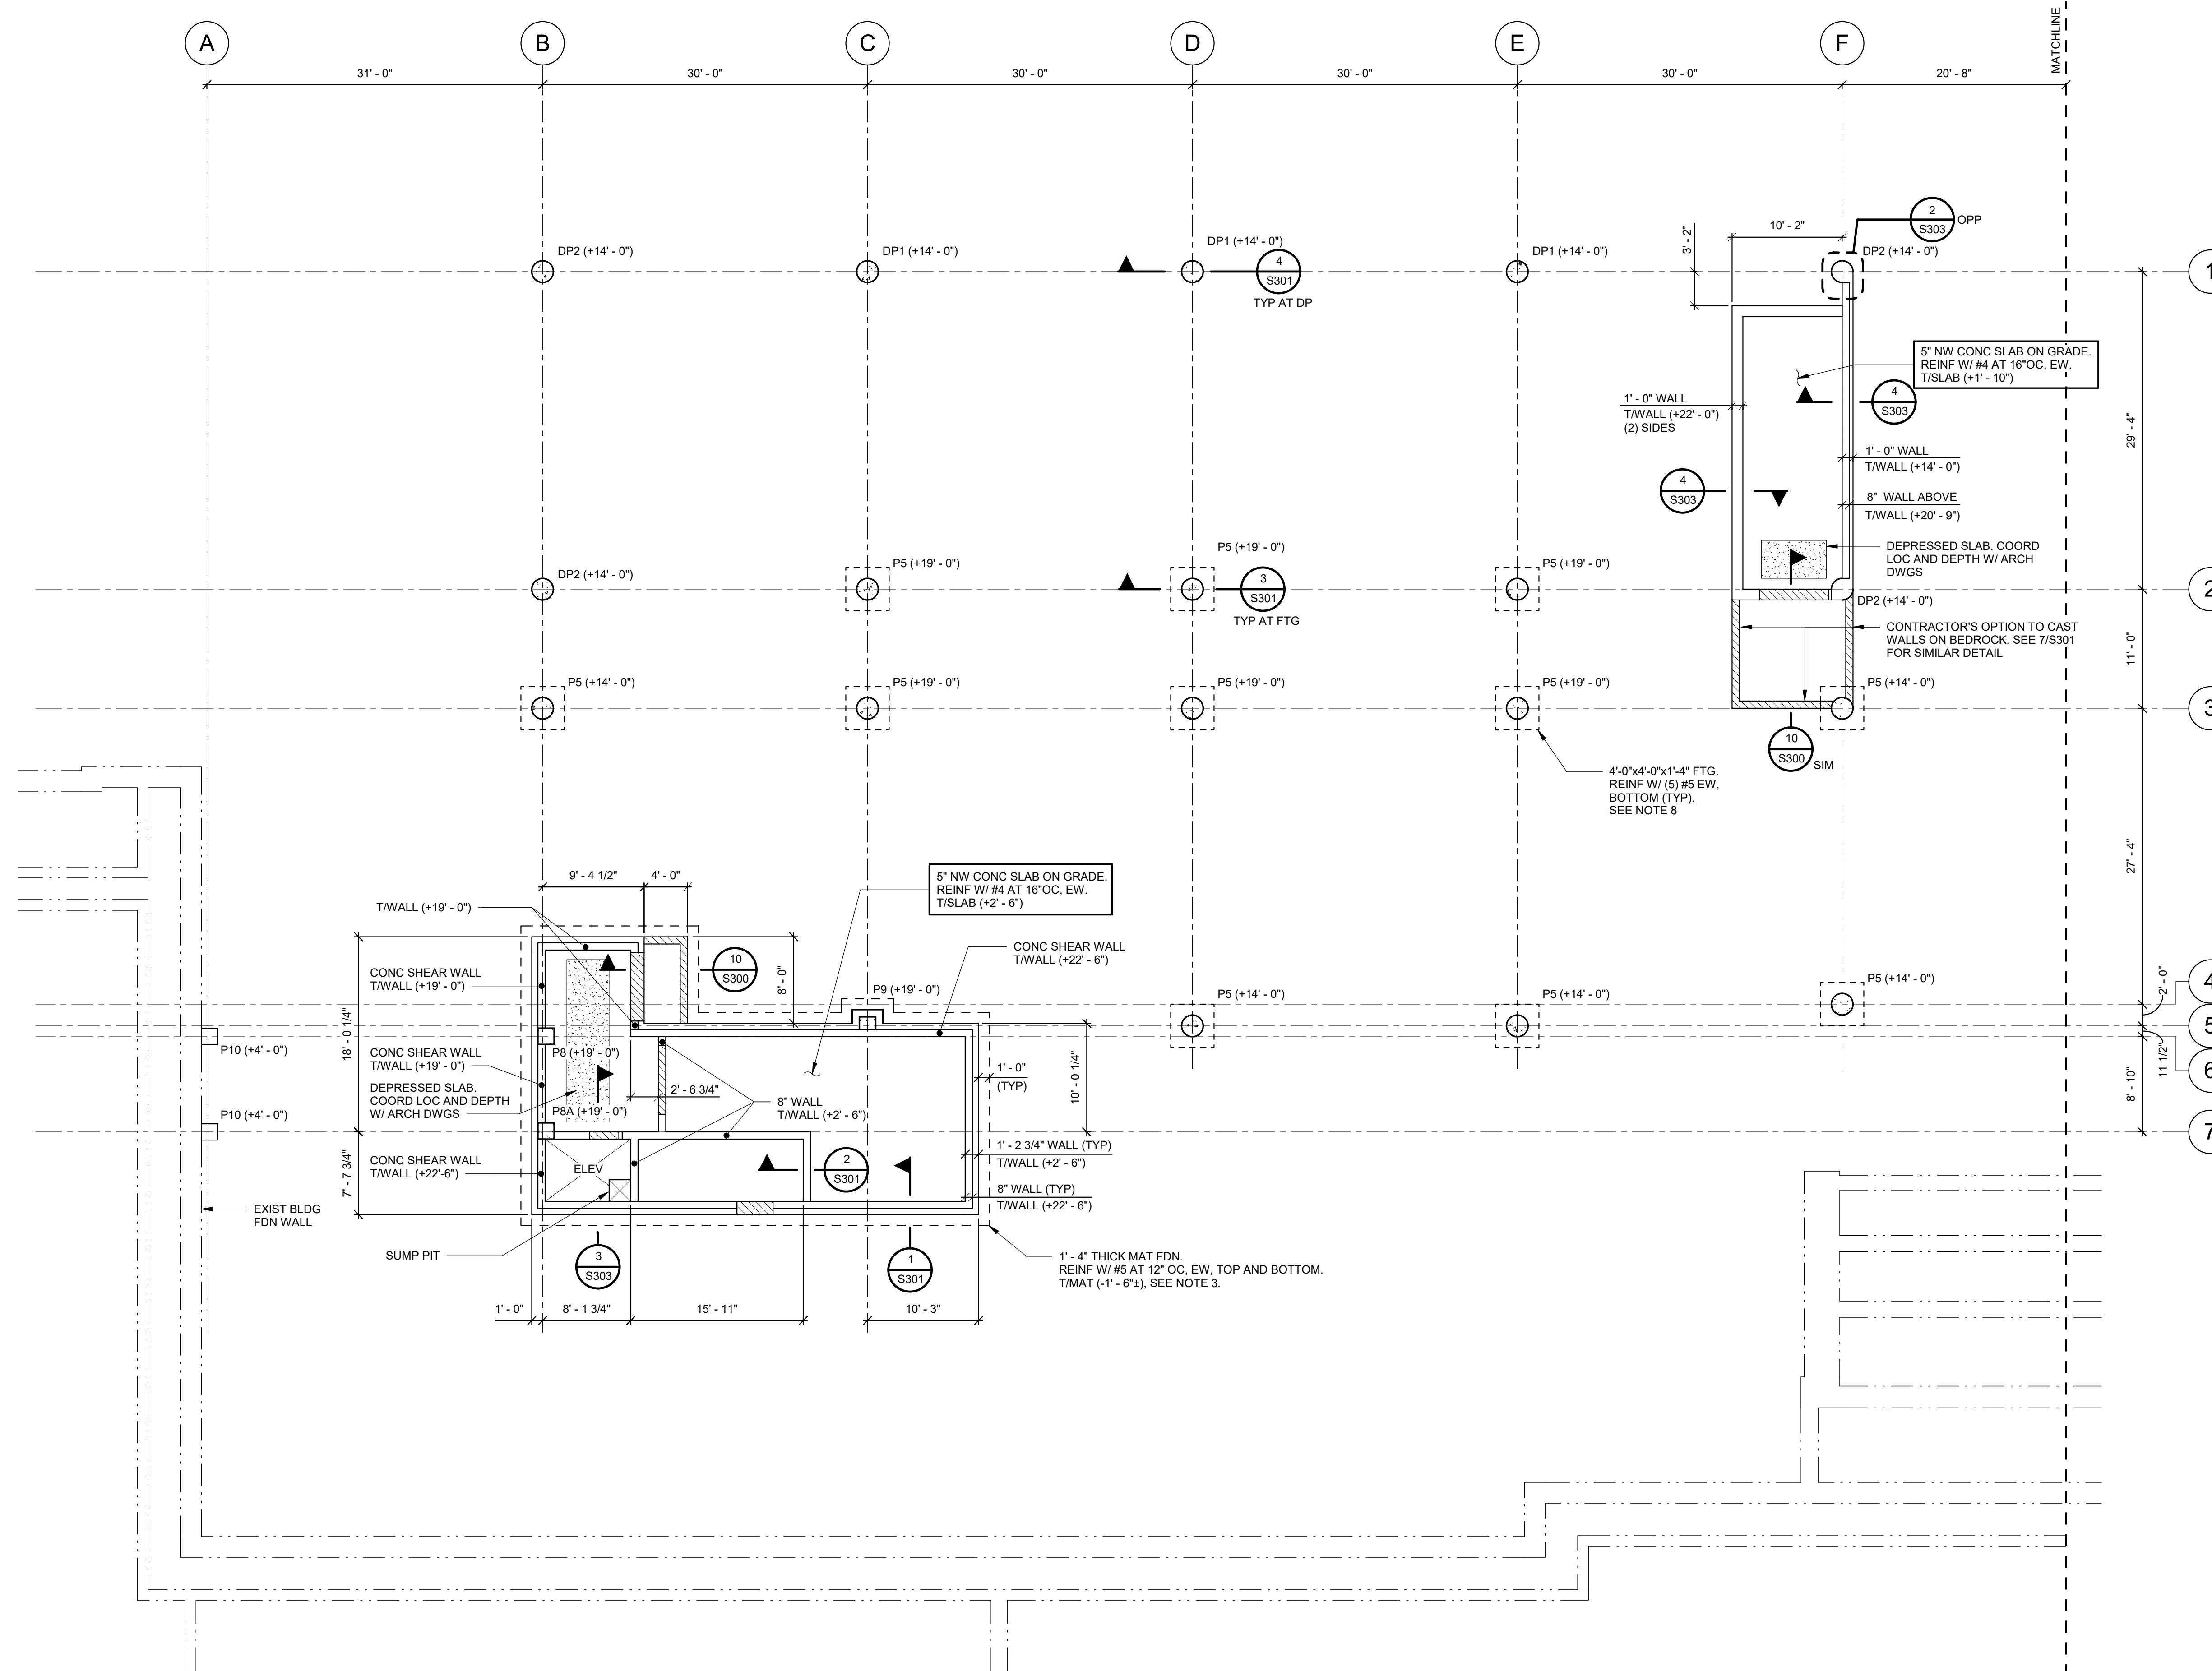 A
B
C
D
E
F
MATCHLINE
31' - 0"
30' - 0"
30' - 0"
30' - 0"
30' - 0"
20' - 8"
2
S303
OPP
10' - 2"
3' - 2"
DP2 (+14' - 0")
DP1 (+14' - 0")
DP1 (+14' - 0")
4
S301
TYP AT DP
DP1 (+14' - 0")
DP2 (+14' - 0")
1
5" NW CONC SLAB ON GRADE.
REINF W/ #4 AT 16"OC, EW.
T/SLAB (+1' - 10")
4
S303
1' - 0" WALL
T/WALL (+22' - 0")
(2) SIDES
29' - 4"
1' - 0" WALL
T/WALL (+14' - 0")
4
S303
8" WALL ABOVE
T/WALL (+20' - 9")
DEPRESSED SLAB. COORD
LOC AND DEPTH W/ ARCH
DWGS
DP2 (+14' - 0")
P5 (+19' - 0")
P5 (+19' - 0")
3
S301
TYP AT FTG
P5 (+19' - 0")
DP2 (+14' - 0")
2
CONTRACTOR'S OPTION TO CAST
WALLS ON BEDROCK. SEE 7/S301
FOR SIMILAR DETAIL
11' - 0"
P5 (+14' - 0")
P5 (+19' - 0")
P5 (+19' - 0")
P5 (+19' - 0")
P5 (+14' - 0")
3
10
S300
SIM
4'-0"x4'-0"x1'-4" FTG.
REINF W/ (5) #5 EW,
BOTTOM (TYP).
SEE NOTE 8
27' - 4"
9' - 4 1/2"
4' - 0"
5" NW CONC SLAB ON GRADE.
REINF W/ #4 AT 16"OC, EW.
T/SLAB (+2' - 6")
T/WALL (+19' - 0")
CONC SHEAR WALL
T/WALL (+22' - 6")
10
S300
8' - 0"
CONC SHEAR WALL
T/WALL (+19' - 0")
P9 (+19' - 0")
P5 (+14' - 0")
P5 (+14' - 0")
P5 (+14' - 0")
2' - 0"
4
5
6
7
11 1/2"
8' - 10"
18' - 0 1/4"
P10 (+4' - 0")
CONC SHEAR WALL
T/WALL (+19' - 0")
P8 (+19' - 0")
DEPRESSED SLAB.
COORD LOC AND DEPTH
W/ ARCH DWGS
2' - 6 3/4"
P8A (+19' - 0")
8" WALL
T/WALL (+2' - 6")
1' - 0"
(TYP)
10' - 0 1/4"
P10 (+4' - 0")
CONC SHEAR WALL
T/WALL (+22'-6")
ELEV
2
S301
1' - 2 3/4" WALL (TYP)
T/WALL (+2' - 6")
8" WALL (TYP)
T/WALL (+22' - 6")
7' - 7 3/4"
EXIST BLDG
FDN WALL
SUMP PIT
3
S303
1
S301
1' - 4" THICK MAT FDN.
REINF W/ #5 AT 12" OC, EW, TOP AND BOTTOM.
T/MAT (-1' - 6"±), SEE NOTE 3.
1' - 0"
8' - 1 3/4"
15' - 11"
10' - 3"